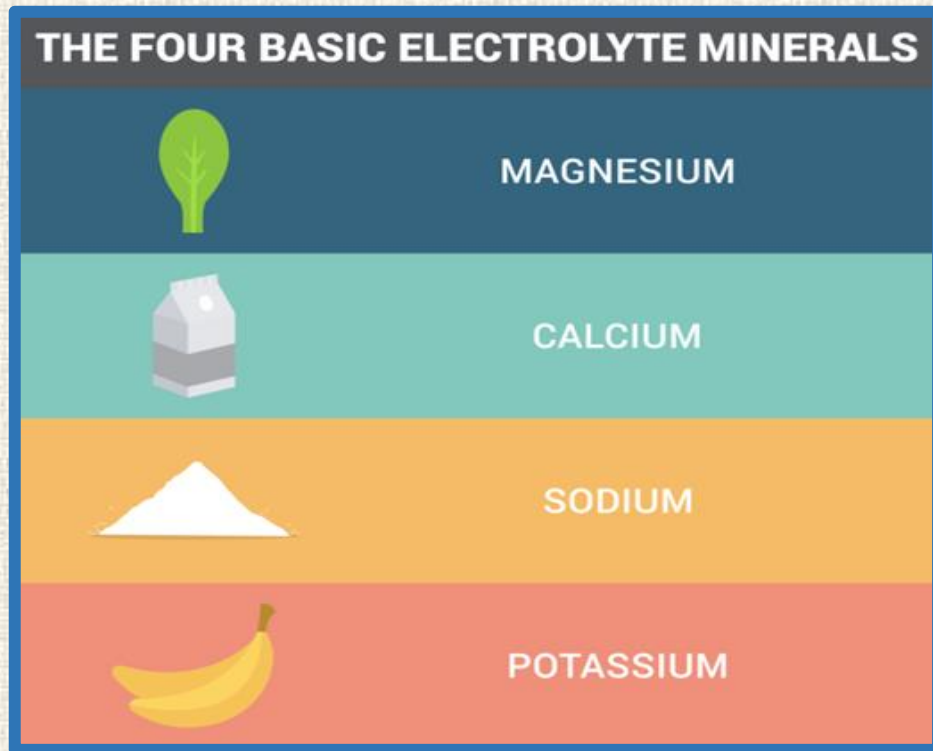 THE FOUR BASIC ELECTROLYTE MINERALS
MAGNESIUM
CALCIUM
SODIUM
POTASSIUM